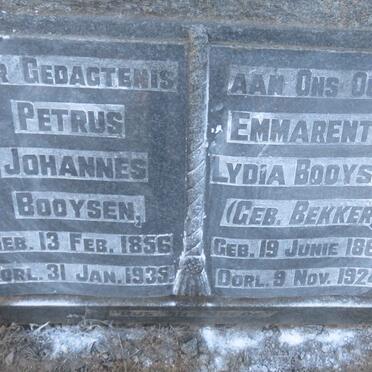 GEDACTENIS
PETRUS
JOHANNES
BOOYSEN,
GEB. 13 FEB. 1856
OORL. 31 JAN. 1935
AAN ONS
EMMARENT
LYDIA BOOYS
(GEB. BEKKER
GEB. 19 JUNIE
OORL. 9 NOV.